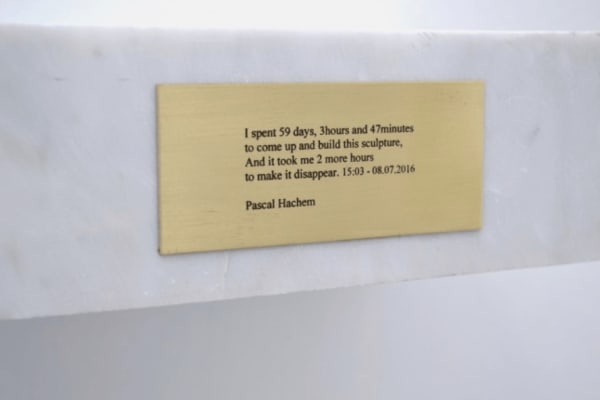 I spent 59 days, 3hours and 47minutes
to come up and build this sculpture,
And it took me 2 more hours
to make it disappear. 15:03 - 08.07.2016
Pascal Hachem